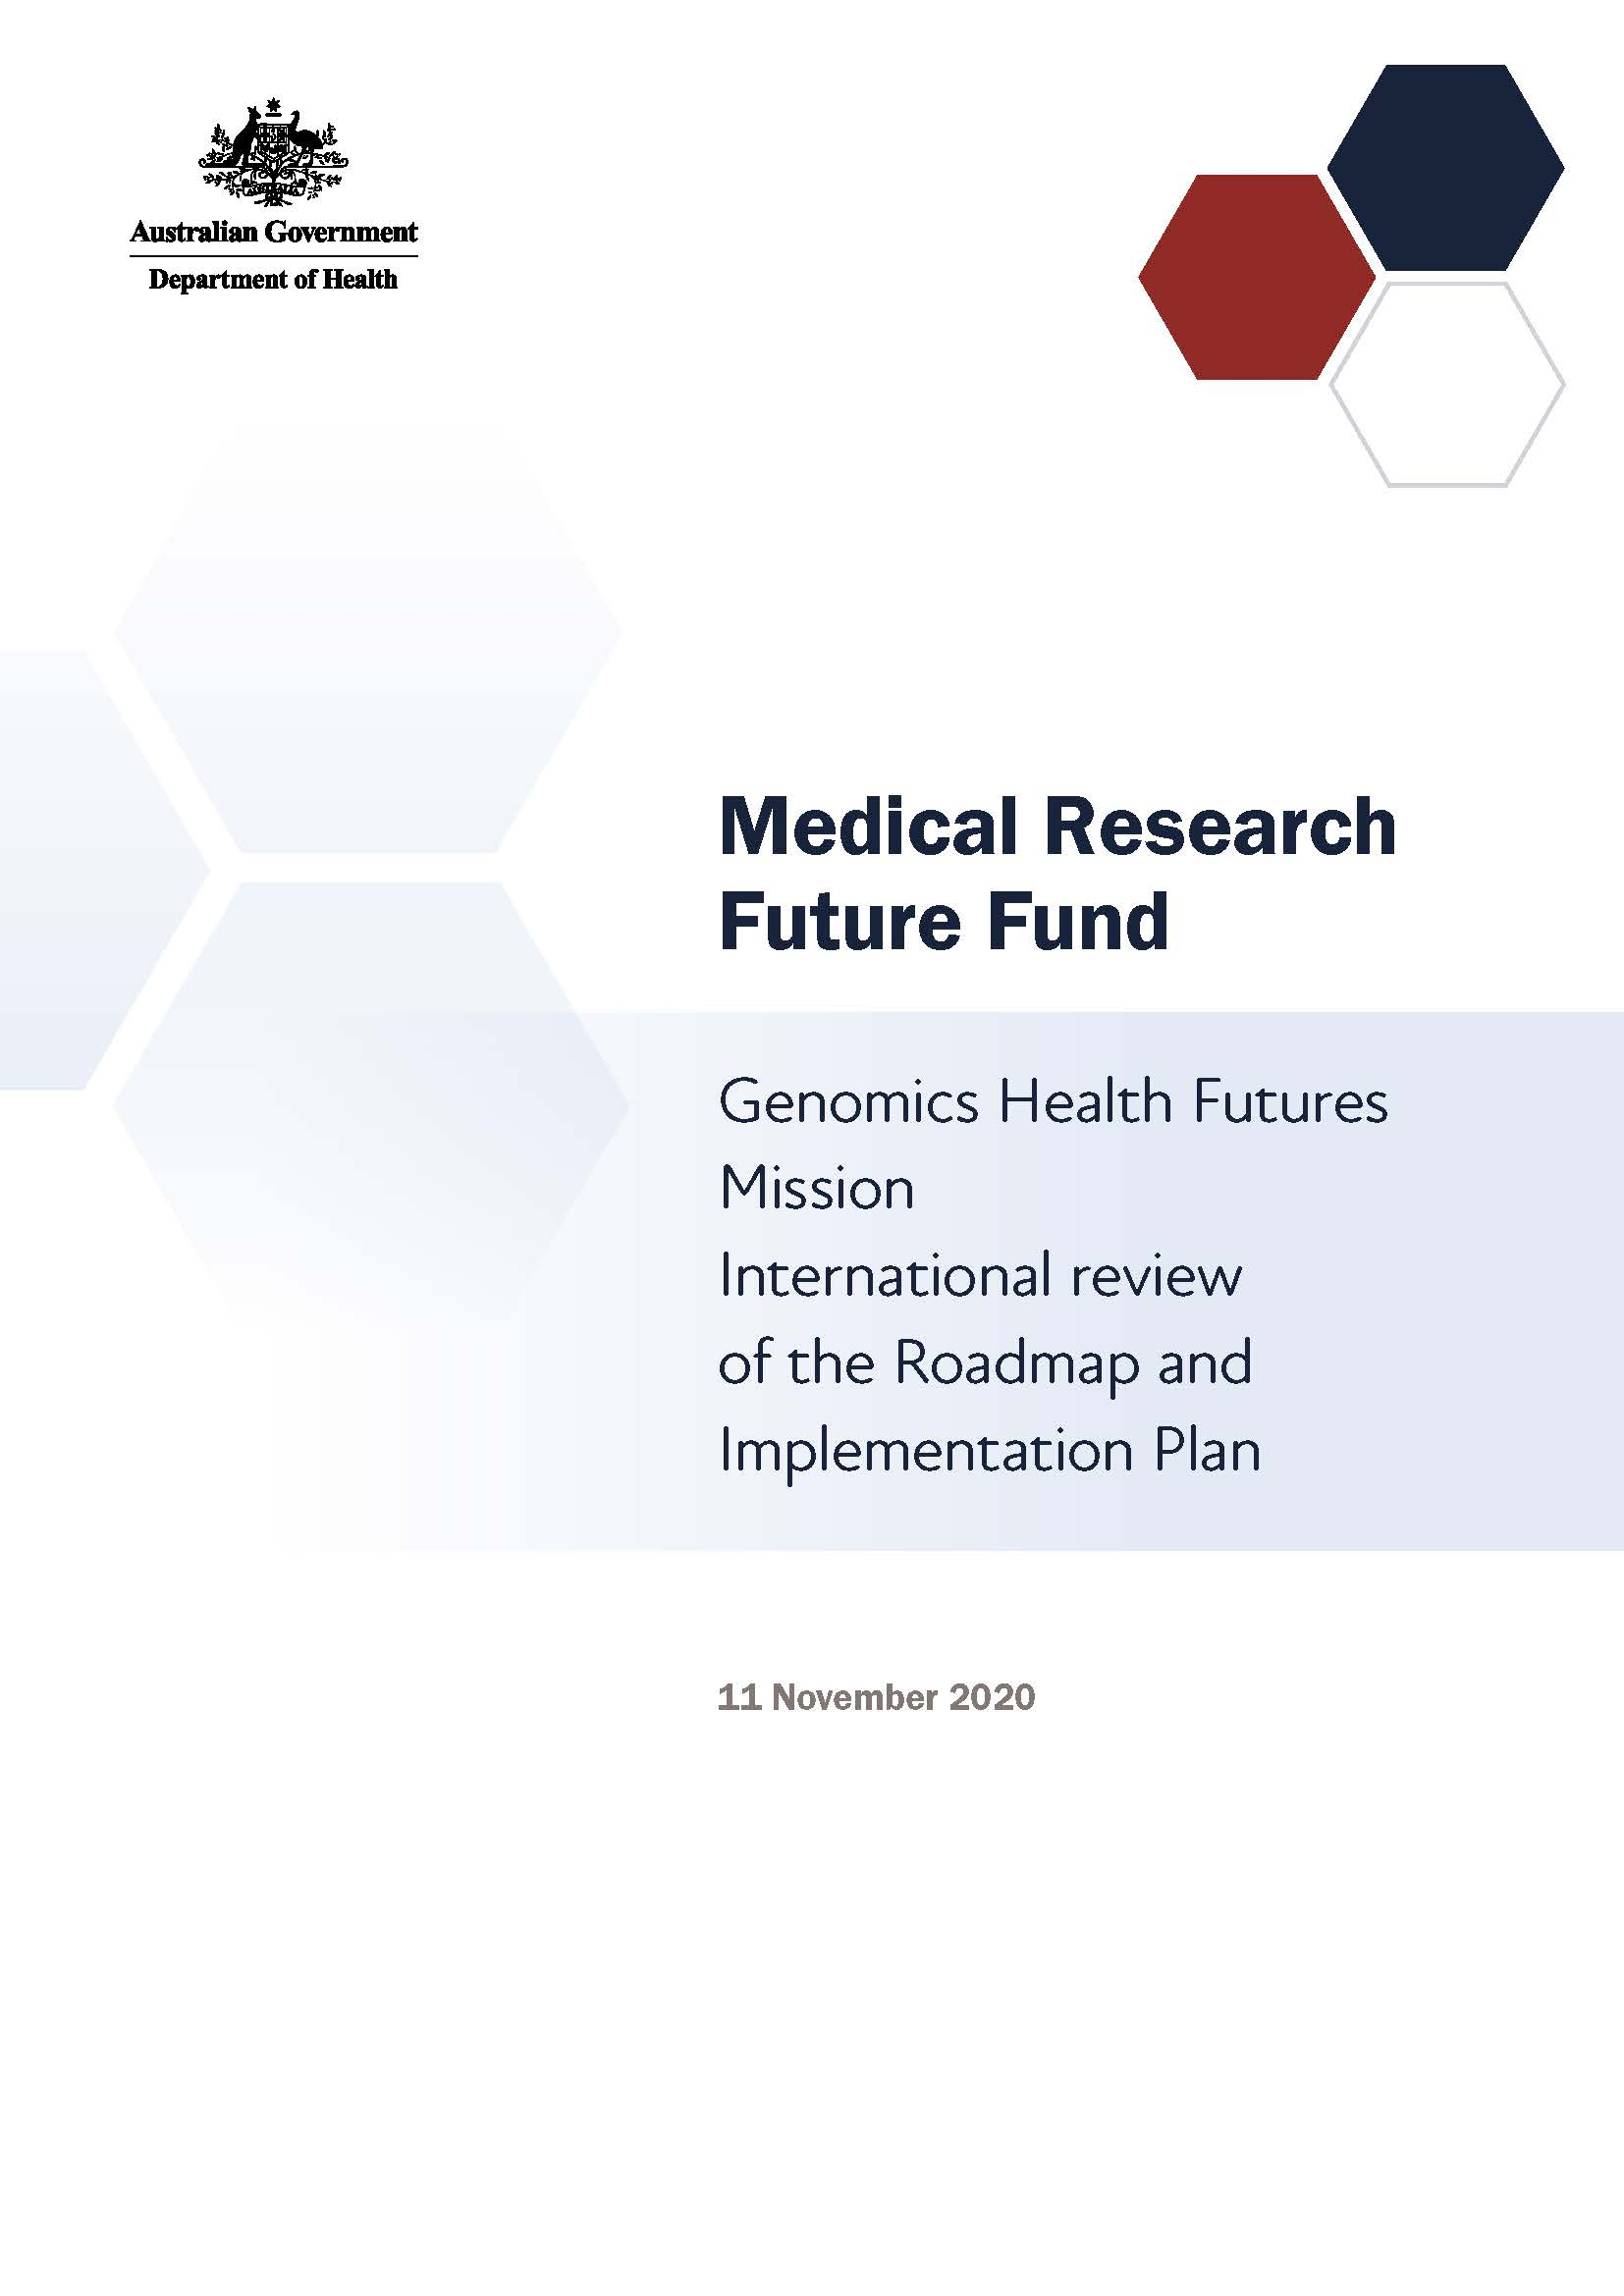 Australian Government
Department of Health
Medical Research
Future Fund
Genomics Health Futures
Mission
International review
of the Roadmap and
Implementation Plan
11 November 2020